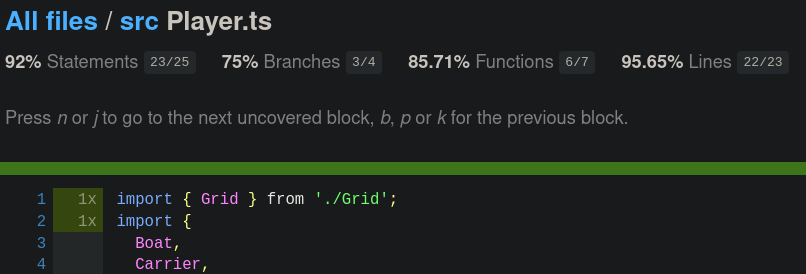 All files / src Player.ts
92% Statements 23/25 75% Branches 3/4 85.71% Functions 6/7 95.65% Lines 22/23
Press n or j to go to the next uncovered block, b, p or k for the previous block.
1 1x import { Grid } from './Grid';
2 1x import {
3 Boat,
4 Carrier,